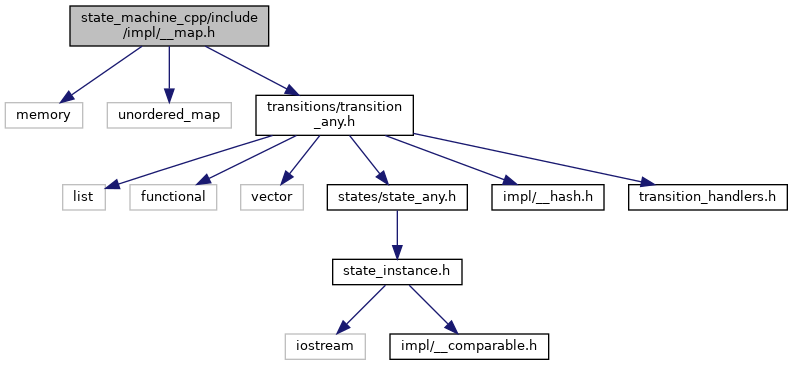 state_machine_cpp/include
/impl/__map.h
memory
unordered_map
transitions/transition
_any.h
list
functional
vector
states/state_any.h
impl/__hash.h
transition_handlers.h
state_instance.h
iostream
impl/__comparable.h